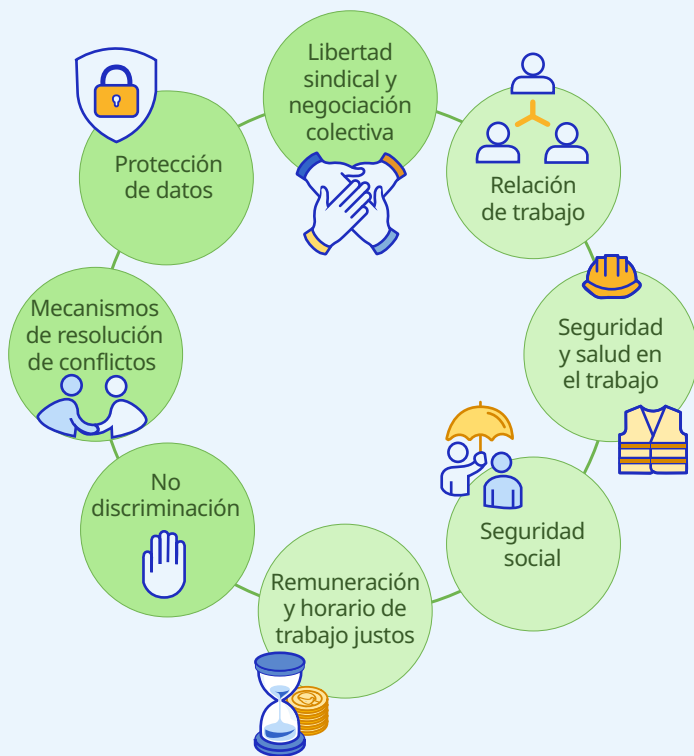 Libertad
sindical y
negociación
colectiva
Relación
de trabajo
Seguridad
y salud en
el trabajo
Seguridad
social
Remuneración
y horario de
trabajo justos
No
discriminación
Mecanismos
de resolución
de conflictos
Protección
de datos